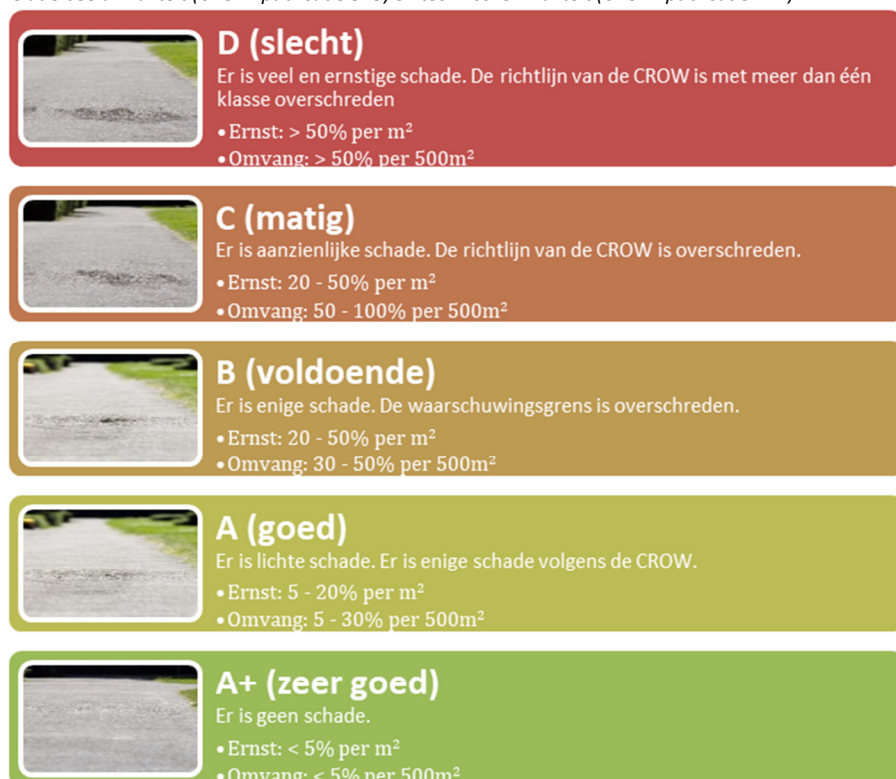 D (slecht)
Er is veel en ernstige schade. De richtlijn van de CROW is met meer dan één
klasse overschreden
•Ernst: > 50% per m²
•Omvang: > 50% per 500m²
C (matig)
Er is aanzienlijke schade. De richtlijn van de CROW is overschreden.
•Ernst: 20 - 50% per m²
•Omvang: 50 - 100% per 500m²
B (voldoende)
Er is enige schade. De waarschuwingsgrens is overschreden.
•Ernst: 20 - 50% per m²
•Omvang: 30 - 50% per 500m²
A (goed)
Er is lichte schade. Er is enige schade volgens de CROW.
•Ernst: 5 - 20% per m²
•Omvang: 5 - 30% per 500m²
A+ (zeer goed)
Er is geen schade.
•Ernst: < 5% per m²
•Omvang: < 5% per 500m²